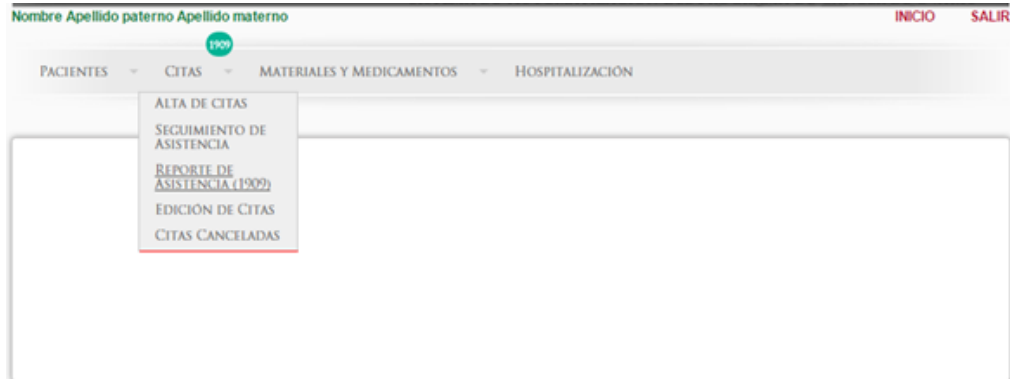 Nombre Apellido paterno Apellido materno
INICIO SALIR
1909
PACIENTES CITAS MATERIALES Y MEDICAMENTOS HOSPITALIZACIÓN
ALTA DE CITAS
SEGUIMIENTO DE
ASISTENCIA
REPORTE DE
ASISTENCIA (1909)
EDICIÓN DE CITAS
CITAS CANCELADAS